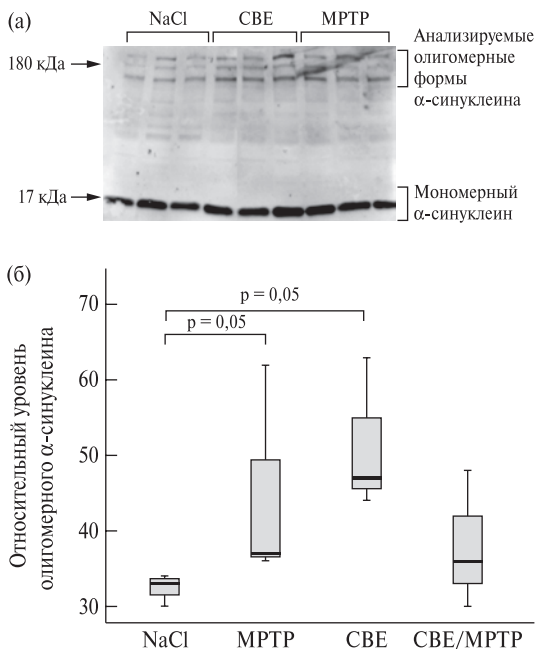 (а)
NaCl CBE MPTP
Анализируемые
олигомерные
формы
α-синуклеина
180 кДа
17 кДа
Мономерный
α-синуклеин
(б)
Относительный уровень
олигомерного α-синуклеина
70
60
50
40
30
p = 0,05
p = 0,05
NaCl MPTP CBE CBE/MPTP